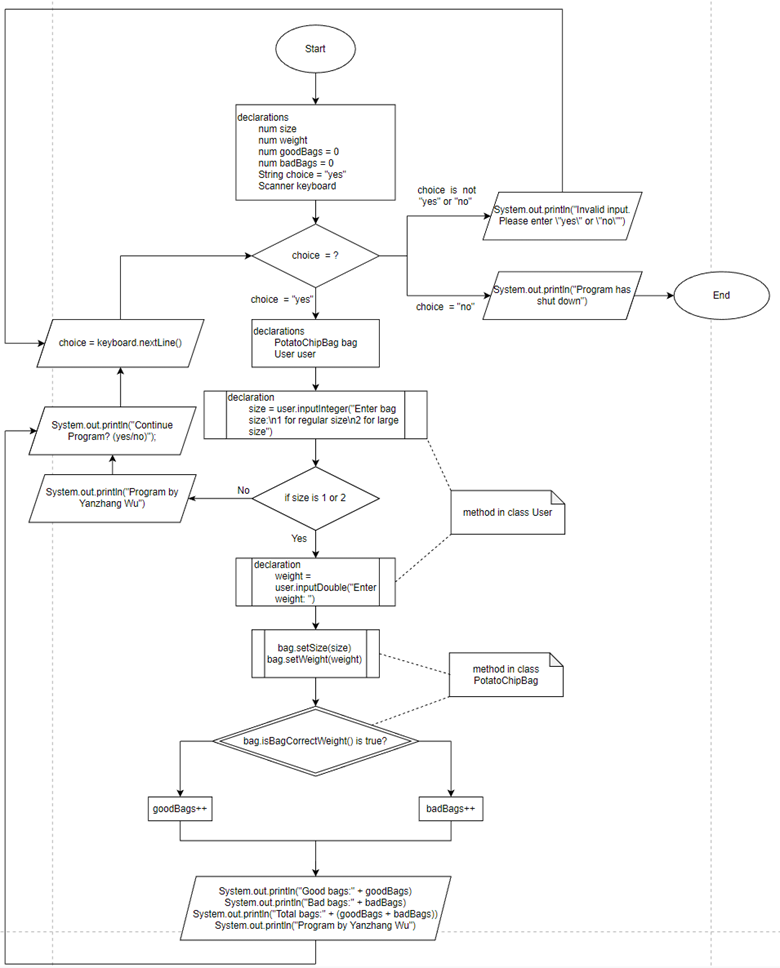 Start
declarations
num size
num weight
num goodBags = 0
num badBags = 0
String choice = "yes"
Scanner keyboard
choice is not
"yes" or "no"
System.out.println("Invalid input.
Please enter \"yes\" or \"no\"")
choice = ?
System.out.println("Program has
shut down")
End
choice = "no"
choice = "yes"
choice = keyboard.nextLine()
declarations
PotatoChipBag bag
User user
declaration
size = user.inputInteger("Enter bag
size:\n1 for regular size\n2 for large
size")
System.out.println("Continue
Program? (yes/no)");
System.out.println("Program by
Yanzhang Wu")
No
if size is 1 or 2
Yes
method in class User
declaration
weight =
user.inputDouble("Enter
weight: ")
bag.setSize(size)
bag.setWeight(weight)
method in class
PotatoChipBag
bag.isBagCorrectWeight() is true?
goodBags++
badBags++
System.out.println("Good bags:" + goodBags)
System.out.println("Bad bags:" + badBags)
System.out.println("Total bags:" + (goodBags + badBags))
System.out.println("Program by Yanzhang Wu")